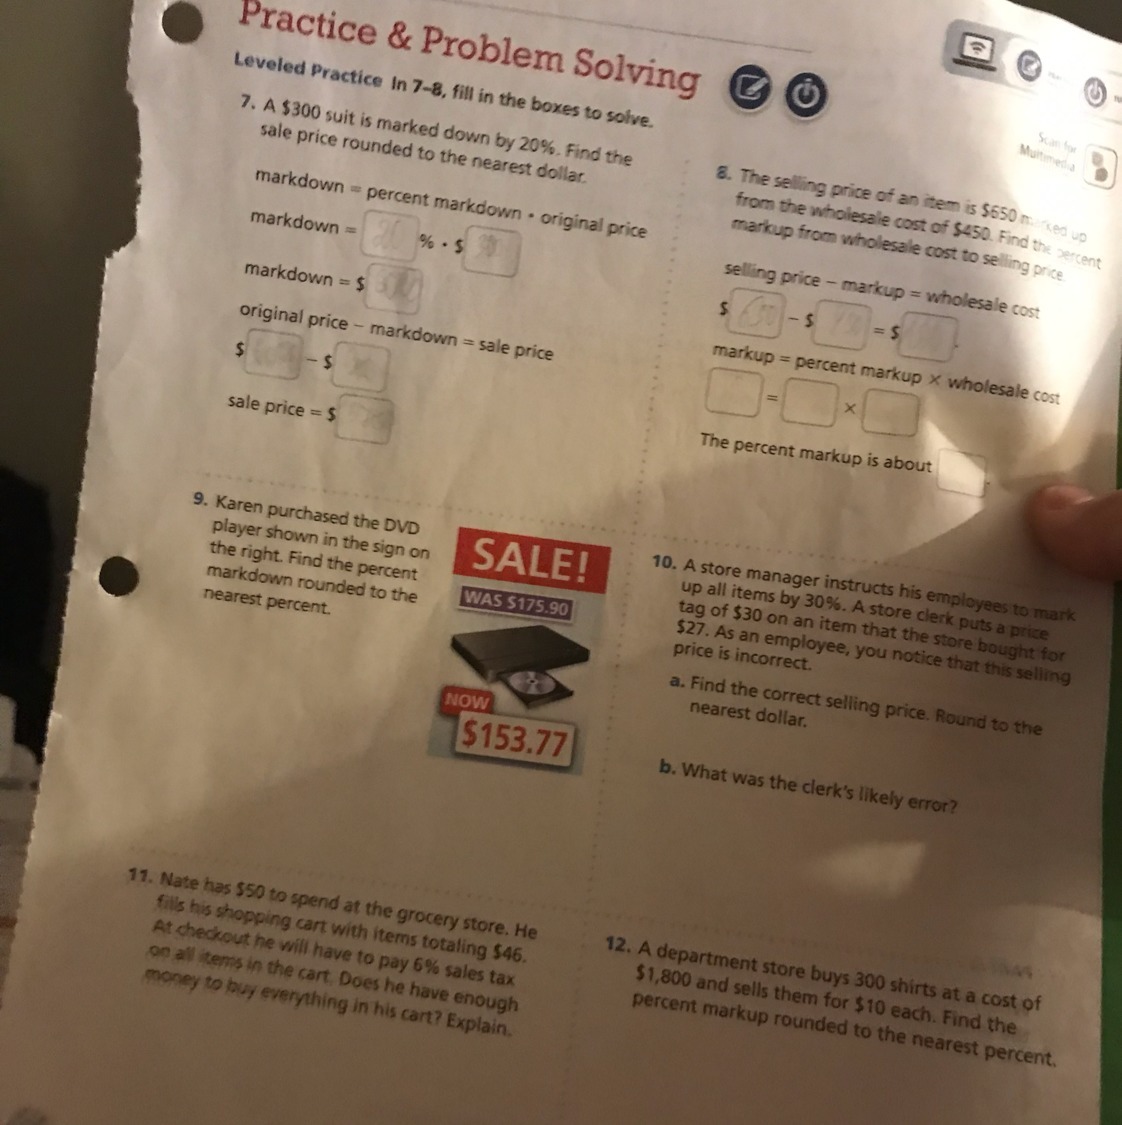 Practice & Problem Solving
Leveled Practice In 7–8, fill in the boxes to solve.
Scan for
Multimedia
7. A $300 suit is marked down by 20%. Find the
sale price rounded to the nearest dollar.
markdown = percent markdown • original price
markdown = % • $
markdown = $
original price − markdown = sale price
$ − $
sale price = $
8. The selling price of an item is $650 marked up
from the wholesale cost of $450. Find the percent
markup from wholesale cost to selling price.
selling price − markup = wholesale cost
$ − $ = $ .
markup = percent markup × wholesale cost
= ×
The percent markup is about .
9. Karen purchased the DVD
player shown in the sign on
the right. Find the percent
markdown rounded to the
nearest percent.
SALE!
WAS $175.90
NOW
$153.77
10. A store manager instructs his employees to mark
up all items by 30%. A store clerk puts a price
tag of $30 on an item that the store bought for
$27. As an employee, you notice that this selling
price is incorrect.
a. Find the correct selling price. Round to the
nearest dollar.
b. What was the clerk's likely error?
11. Nate has $50 to spend at the grocery store. He
fills his shopping cart with items totaling $46.
At checkout he will have to pay 6% sales tax
on all items in the cart. Does he have enough
money to buy everything in his cart? Explain.
12. A department store buys 300 shirts at a cost of
$1,800 and sells them for $10 each. Find the
percent markup rounded to the nearest percent.